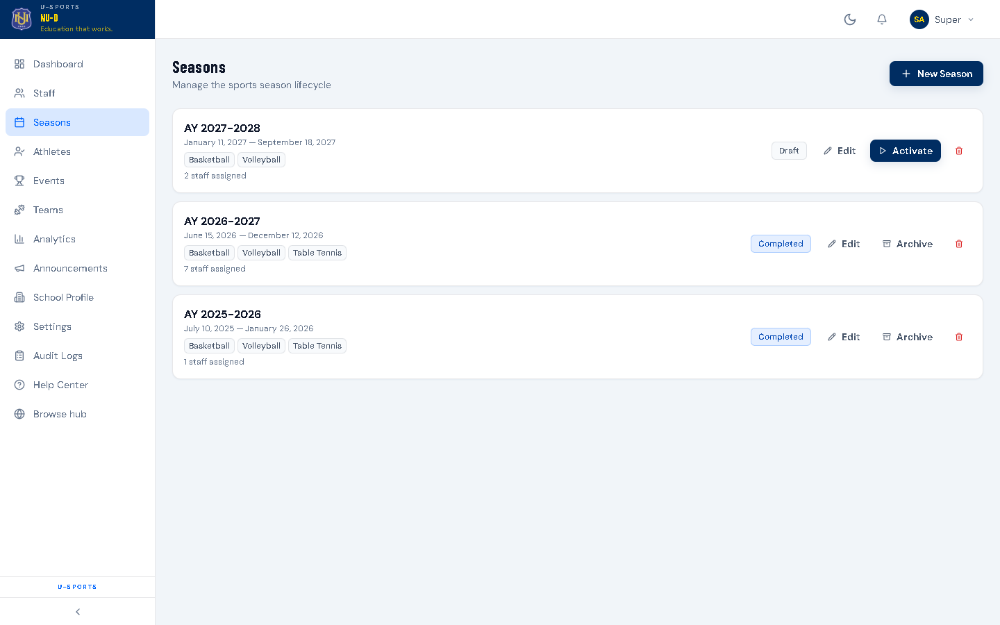 U-SPORTS
NU-D
Education that works.
SA Super
Dashboard
Staff
Seasons
Athletes
Events
Teams
Analytics
Announcements
School Profile
Settings
Audit Logs
Help Center
Browse hub
U-SPORTS
Seasons
Manage the sports season lifecycle
New Season
AY 2027-2028
January 11, 2027 — September 18, 2027
Basketball Volleyball
2 staff assigned
Draft Edit Activate
AY 2026-2027
June 15, 2026 — December 12, 2026
Basketball Volleyball Table Tennis
7 staff assigned
Completed Edit Archive
AY 2025-2026
July 10, 2025 — January 26, 2026
Basketball Volleyball Table Tennis
1 staff assigned
Completed Edit Archive